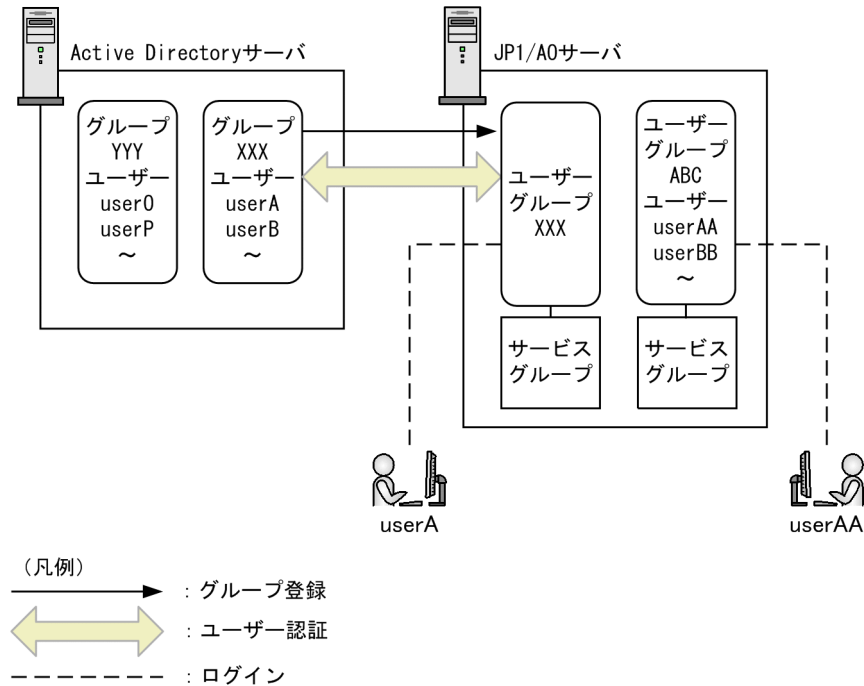 Active Directoryサーバ
JP1/AOサーバ
グループ
YYY
ユーザー
userO
userP
～
グループ
XXX
ユーザー
userA
userB
～
ユーザー
グループ
XXX
ユーザー
グループ
ABC
ユーザー
userAA
userBB
～
サービス
グループ
サービス
グループ
userA
userAA
（凡例）
：グループ登録
：ユーザー認証
：ログイン